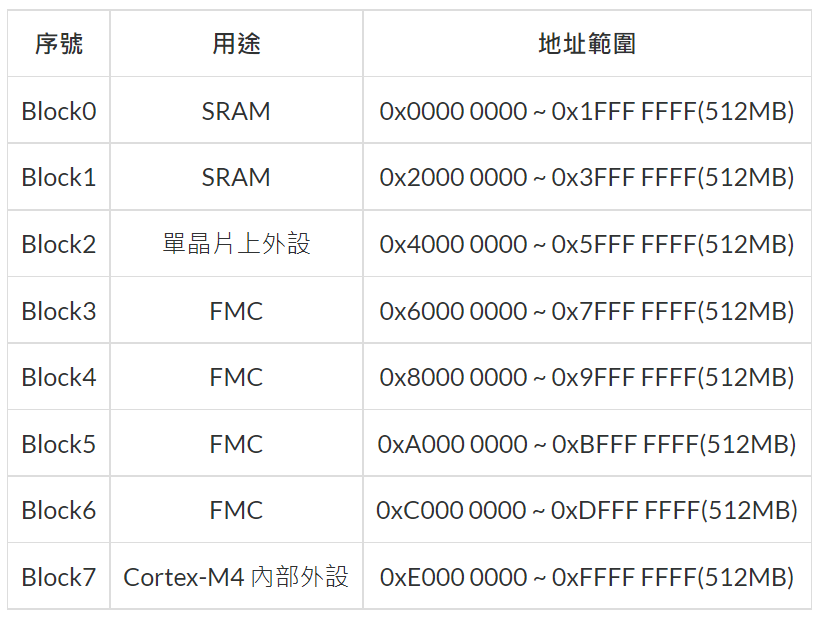 序號 用途 地址範圍
Block0 SRAM 0x0000 0000 ~ 0x1FFF FFFF(512MB)
Block1 SRAM 0x2000 0000 ~ 0x3FFF FFFF(512MB)
Block2 單晶片上外設 0x4000 0000 ~ 0x5FFF FFFF(512MB)
Block3 FMC 0x6000 0000 ~ 0x7FFF FFFF(512MB)
Block4 FMC 0x8000 0000 ~ 0x9FFF FFFF(512MB)
Block5 FMC 0xA000 0000 ~ 0xBFFF FFFF(512MB)
Block6 FMC 0xC000 0000 ~ 0xDFFF FFFF(512MB)
Block7 Cortex-M4 內部外設 0xE000 0000 ~ 0xFFFF FFFF(512MB)